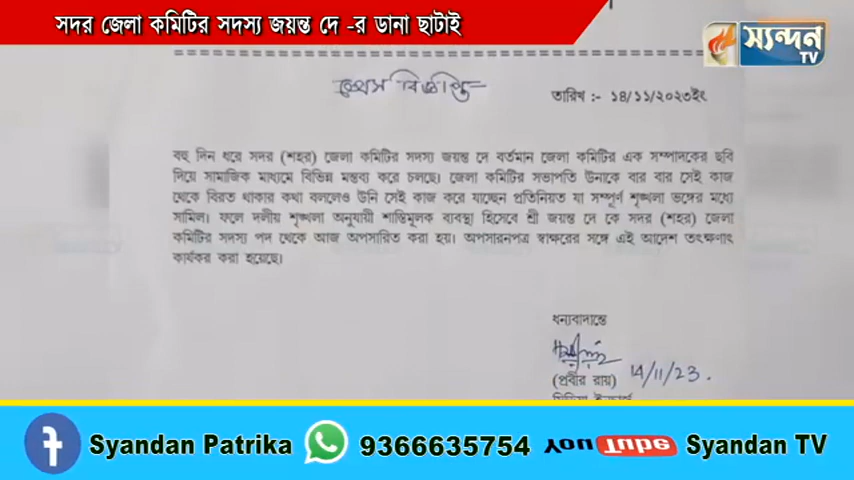 সদর জেলা কমিটির সদস্য জয়ন্ত দে -র ডানা ছাটাই
স্যন্দন
TV
প্রেস বিজ্ঞপ্তি
তারিখ :- ১৪/১১/২০২৩ইং
বহু দিন ধরে সদর (শহর) জেলা কমিটির সদস্য জয়ন্ত দে বর্তমান জেলা কমিটির এক সম্পাদকের ছবি
দিয়ে সামাজিক মাধ্যমে বিভিন্ন মন্তব্য করে চলছে। জেলা কমিটির সভাপতি উনাকে বার বার সেই কাজ
থেকে বিরত থাকার কথা বললেও উনি সেই কাজ করে যাচ্ছেন প্রতিনিয়ত যা সম্পূর্ণ শৃঙ্খলা ভঙ্গের মধ্যে
সামিল। ফলে দলীয় শৃঙ্খলা অনুযায়ী শাস্তিমূলক ব্যবস্থা হিসেবে শ্রী জয়ন্ত দে কে সদর (শহর) জেলা
কমিটির সদস্য পদ থেকে আজ অপসারিত করা হয়। অপসারনপত্র স্বাক্ষরের সঙ্গে এই আদেশ তৎক্ষণাৎ
কার্যকর করা হয়েছে।
ধন্যবাদান্তে
14/11/23.
(প্রবীর রায়)
Syandan Patrika
9366635754
You Tube
Syandan TV